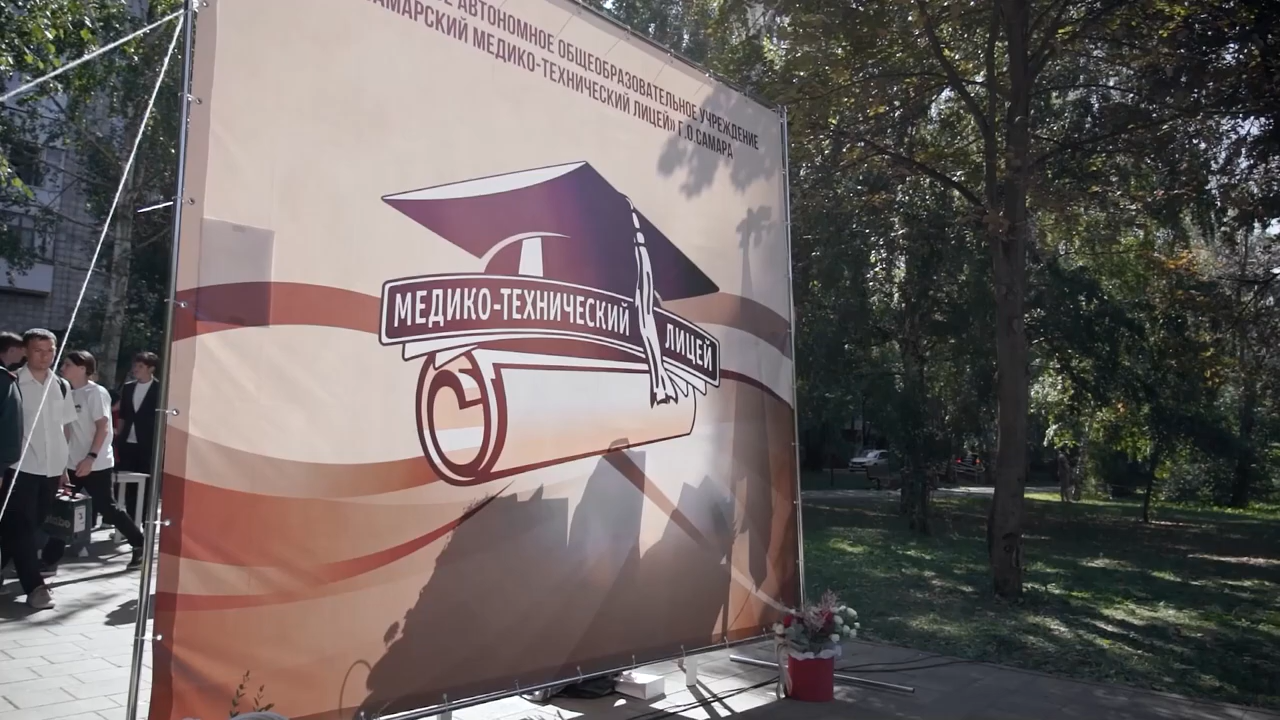 АВТОНОМНОЕ ОБЩЕОБРАЗОВАТЕЛЬНОЕ УЧРЕЖДЕНИЕ
САМАРСКИЙ МЕДИКО-ТЕХНИЧЕСКИЙ ЛИЦЕЙ» Г.О.САМАРА
МЕДИКО-ТЕХНИЧЕСКИЙ ЛИЦЕЙ